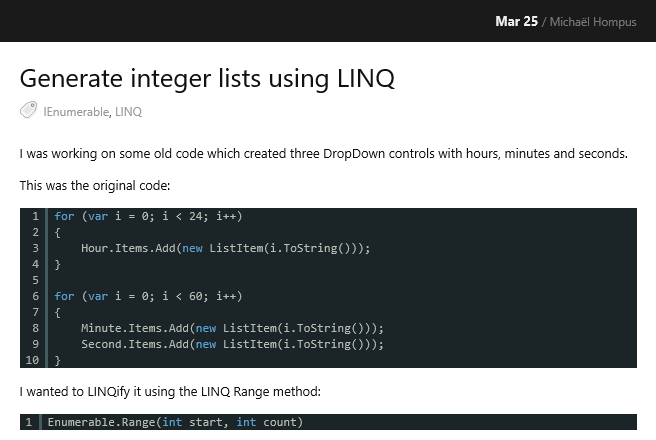 Mar 25 / Michaël Hompus
Generate integer lists using LINQ
IEnumerable, LINQ
I was working on some old code which created three DropDown controls with hours, minutes and seconds.
This was the original code:
1 for (var i = 0; i < 24; i++)
2 {
3     Hour.Items.Add(new ListItem(i.ToString()));
4 }
5
6 for (var i = 0; i < 60; i++)
7 {
8     Minute.Items.Add(new ListItem(i.ToString()));
9     Second.Items.Add(new ListItem(i.ToString()));
10 }
I wanted to LINQify it using the LINQ Range method:
1 Enumerable.Range(int start, int count)